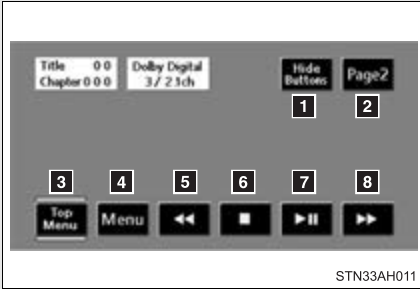 Title 0 0
Chapter 0 0 0
Dolby Digital
3 / 2.1ch
Hide
Buttons
Page2
1
2
3
4
5
6
7
8
Top
Menu
Menu
STN33AH011